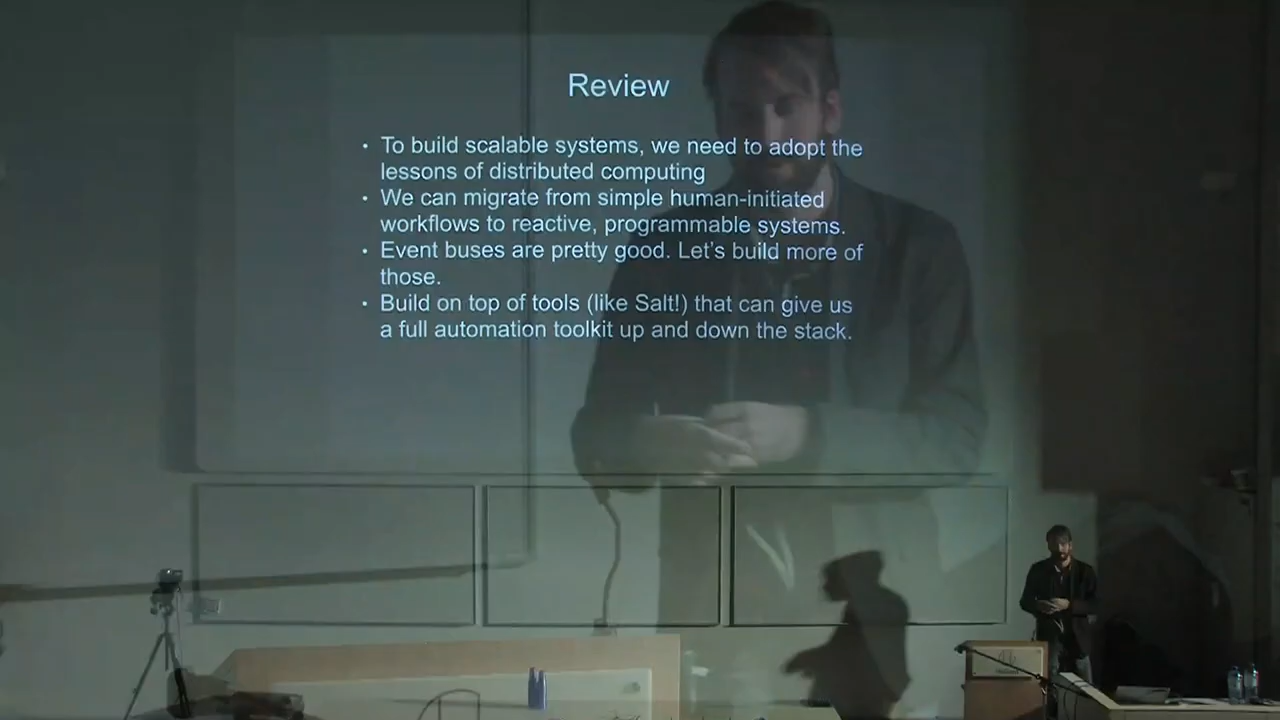 Review
• To build scalable systems, we need to adopt the
lessons of distributed computing
• We can migrate from simple human-initiated
workflows to reactive, programmable systems.
• Event buses are pretty good. Let’s build more of
those.
• Build on top of tools (like Salt!) that can give us
a full automation toolkit up and down the stack.